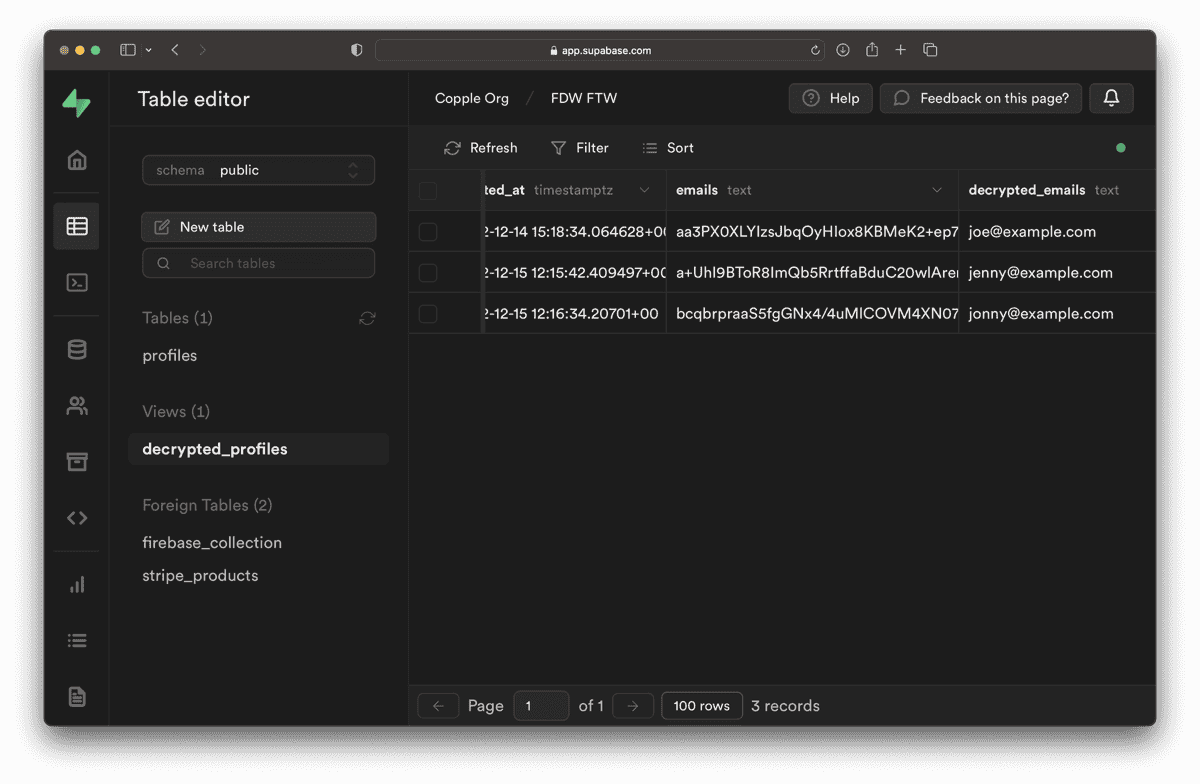 app.supabase.com
Table editor
Copple Org / FDW FTW
Help
Feedback on this page?
schema public
New table
Search tables
Tables (1)
profiles
Views (1)
decrypted_profiles
Foreign Tables (2)
firebase_collection
stripe_products
Refresh
Filter
Sort
ted_at timestamptz emails text decrypted_emails text
2-12-14 15:18:34.064628+00 aa3PX0XLYIzsJbqOyHIox8KBMeK2+ep7 joe@example.com
2-12-15 12:15:42.409497+00 a+Uhl9BToR8ImQb5RrtffaBduC20wlAren jenny@example.com
2-12-15 12:16:34.20701+00 bcqbrpraaS5fgGNx4/4uMlCOVM4XN07 jonny@example.com
Page 1 of 1 100 rows 3 records